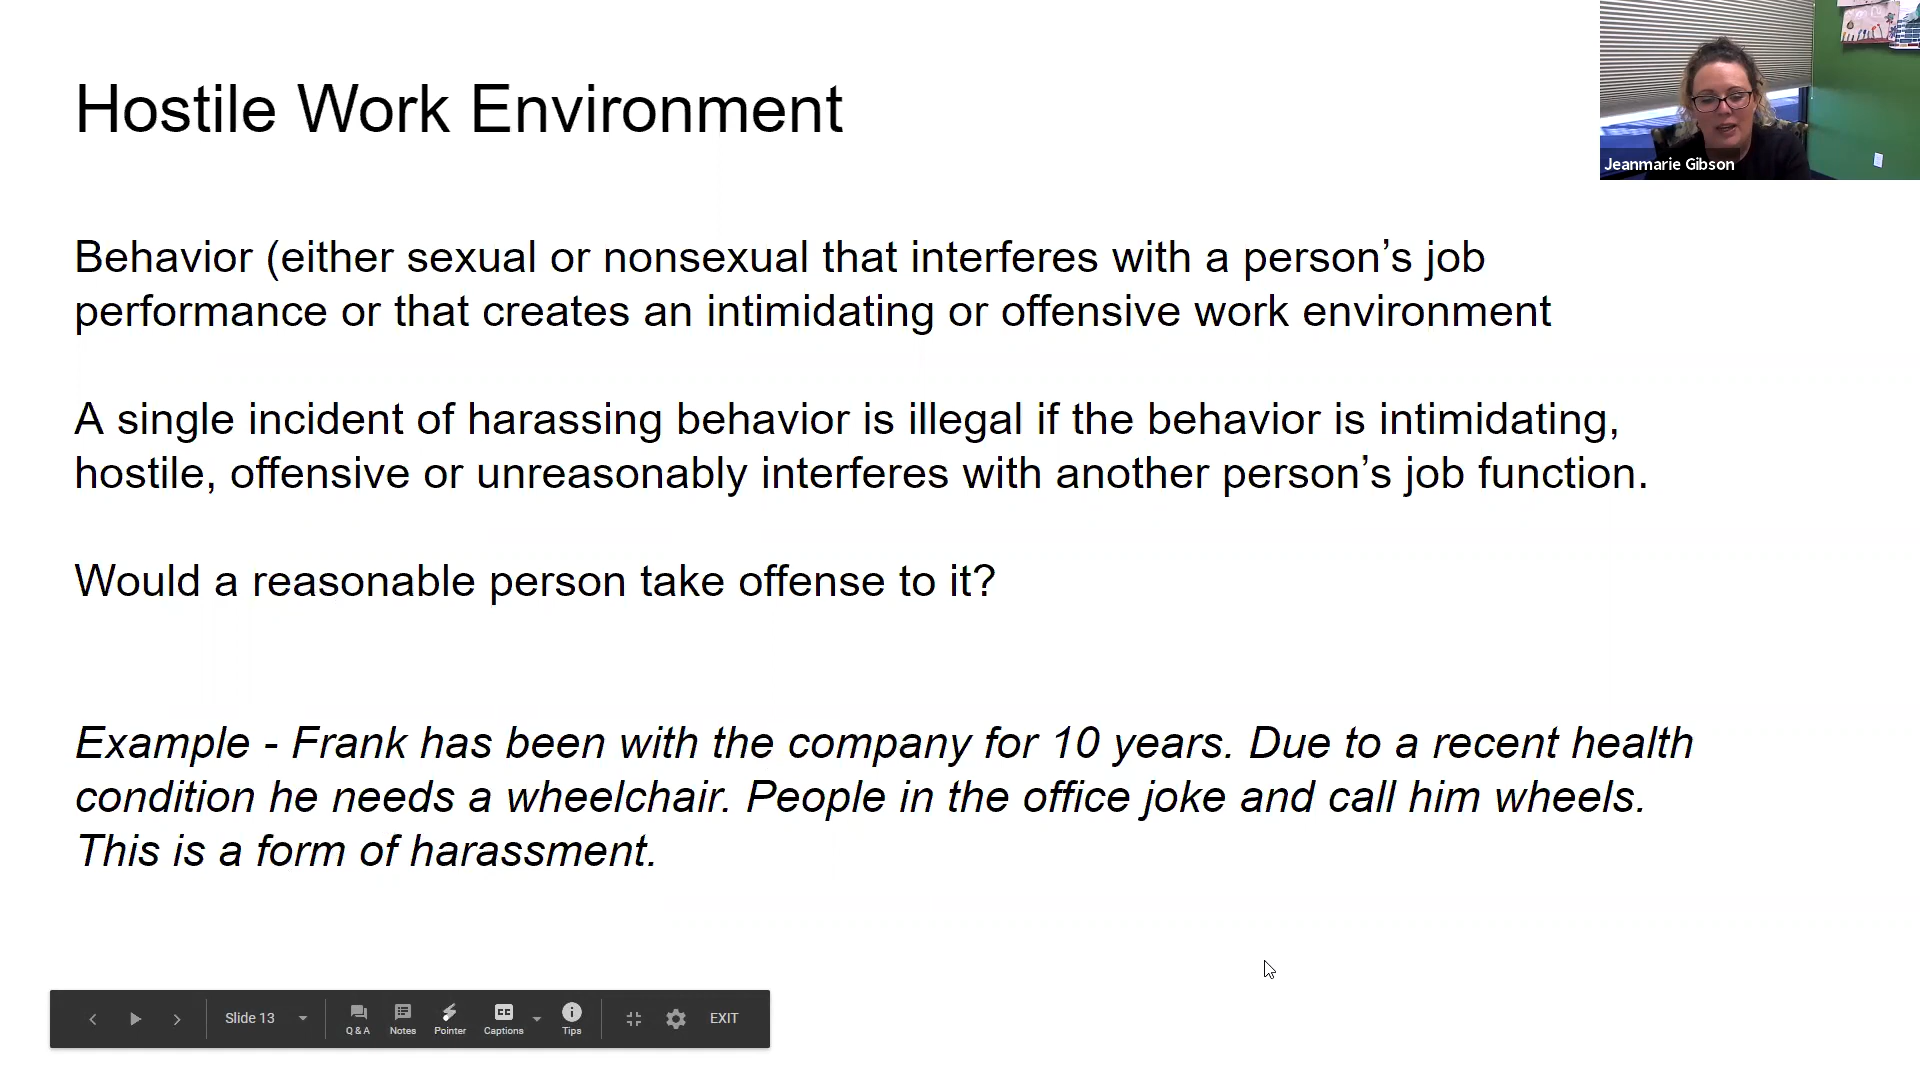 Hostile Work Environment
Jeanmarie Gibson
Behavior (either sexual or nonsexual that interferes with a person’s job
performance or that creates an intimidating or offensive work environment
A single incident of harassing behavior is illegal if the behavior is intimidating,
hostile, offensive or unreasonably interferes with another person’s job function.
Would a reasonable person take offense to it?
Example - Frank has been with the company for 10 years. Due to a recent health
condition he needs a wheelchair. People in the office joke and call him wheels.
This is a form of harassment.
Slide 13
Q & A
Notes
Pointer
CC
Captions
Tips
EXIT